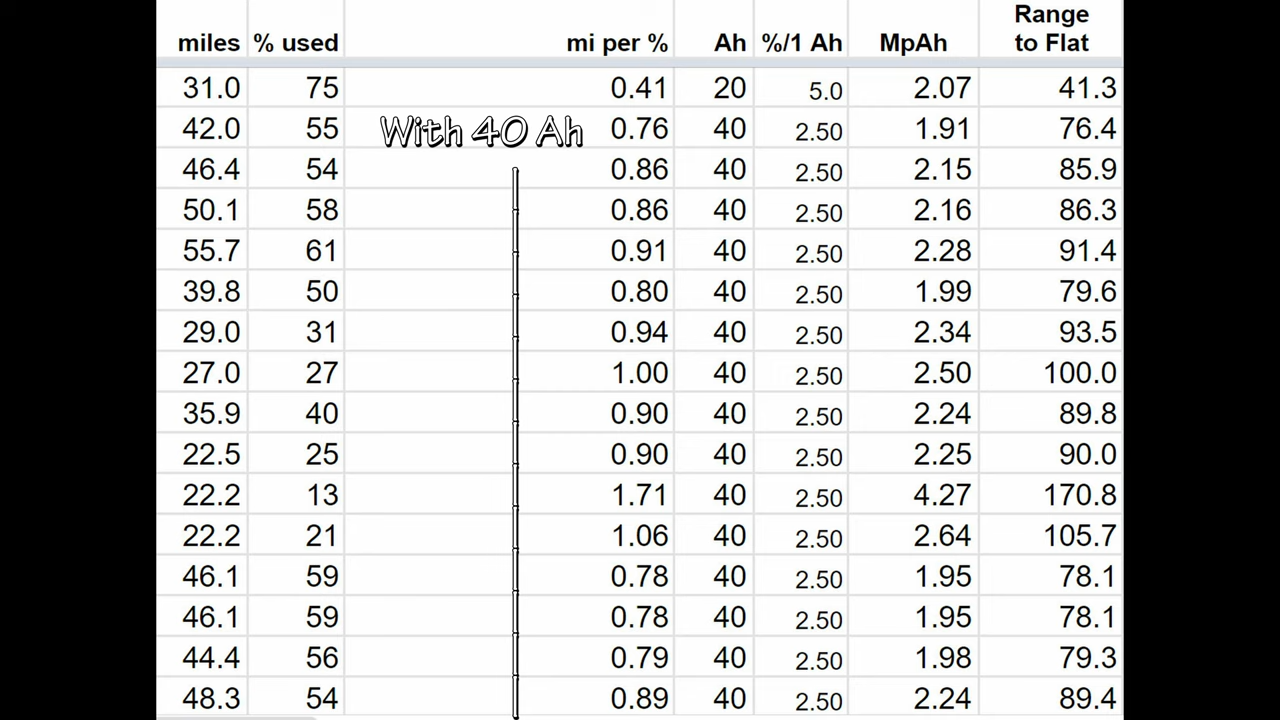 miles % used mi per % Ah %/1 Ah MpAh Range to Flat
31.0 75 0.41 20 5.0 2.07 41.3
42.0 55 With 40 Ah 0.76 40 2.50 1.91 76.4
46.4 54 0.86 40 2.50 2.15 85.9
50.1 58 0.86 40 2.50 2.16 86.3
55.7 61 0.91 40 2.50 2.28 91.4
39.8 50 0.80 40 2.50 1.99 79.6
29.0 31 0.94 40 2.50 2.34 93.5
27.0 27 1.00 40 2.50 2.50 100.0
35.9 40 0.90 40 2.50 2.24 89.8
22.5 25 0.90 40 2.50 2.25 90.0
22.2 13 1.71 40 2.50 4.27 170.8
22.2 21 1.06 40 2.50 2.64 105.7
46.1 59 0.78 40 2.50 1.95 78.1
46.1 59 0.78 40 2.50 1.95 78.1
44.4 56 0.79 40 2.50 1.98 79.3
48.3 54 0.89 40 2.50 2.24 89.4